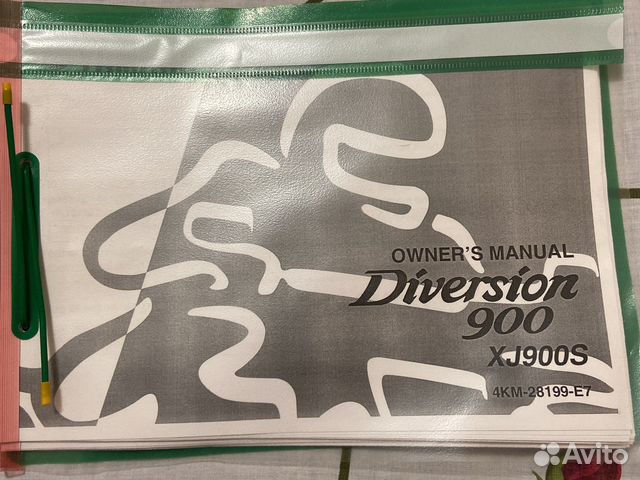 OWNER'S MANUAL
Diversion
900
XJ900S
4KM-28199-E7
Avito